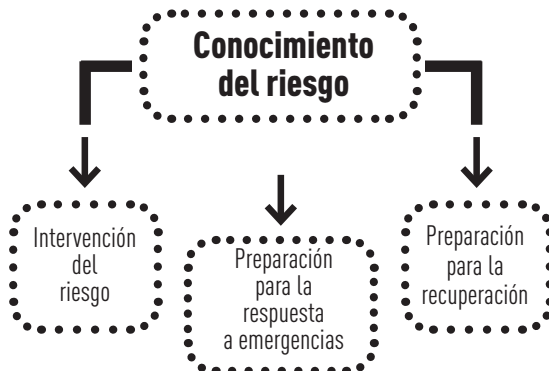 Conocimiento
del riesgo
Intervención
del
riesgo
Preparación
para la
respuesta
a emergencias
Preparación
para la
recuperación